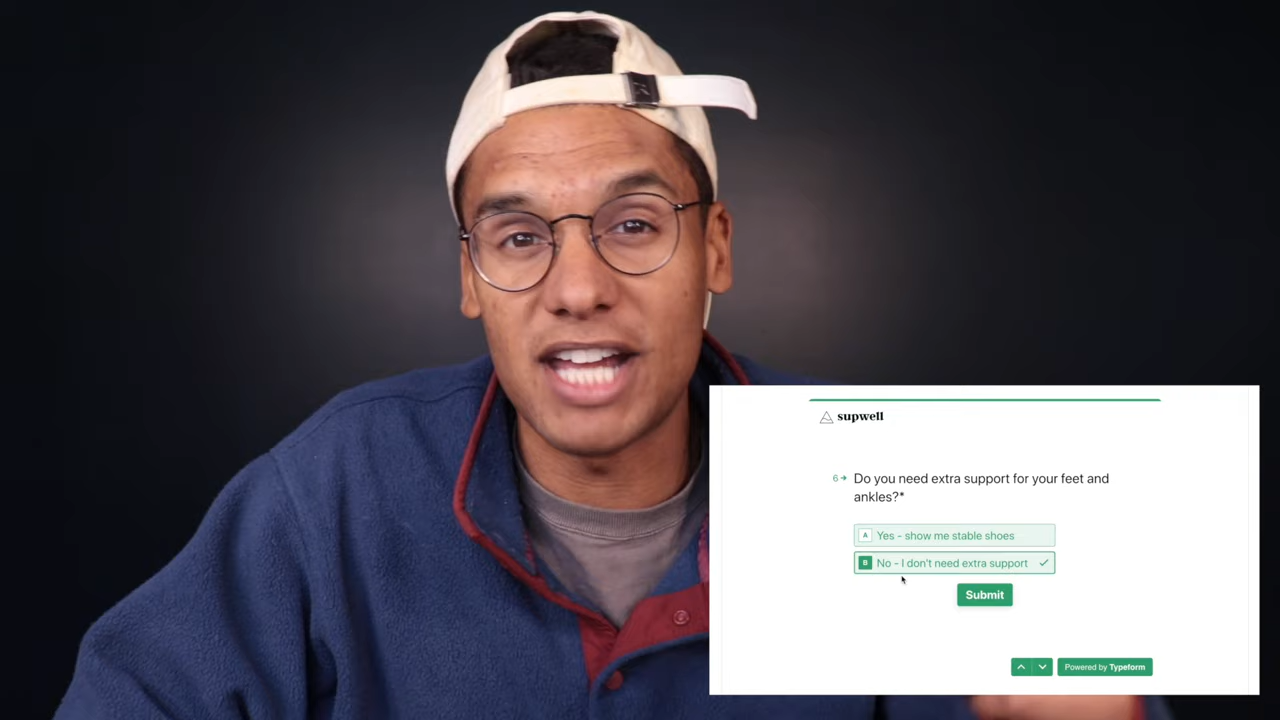 supwell
6 → Do you need extra support for your feet and
ankles?*
A Yes - show me stable shoes
B No - I don't need extra support ✓
Submit
Powered by Typeform